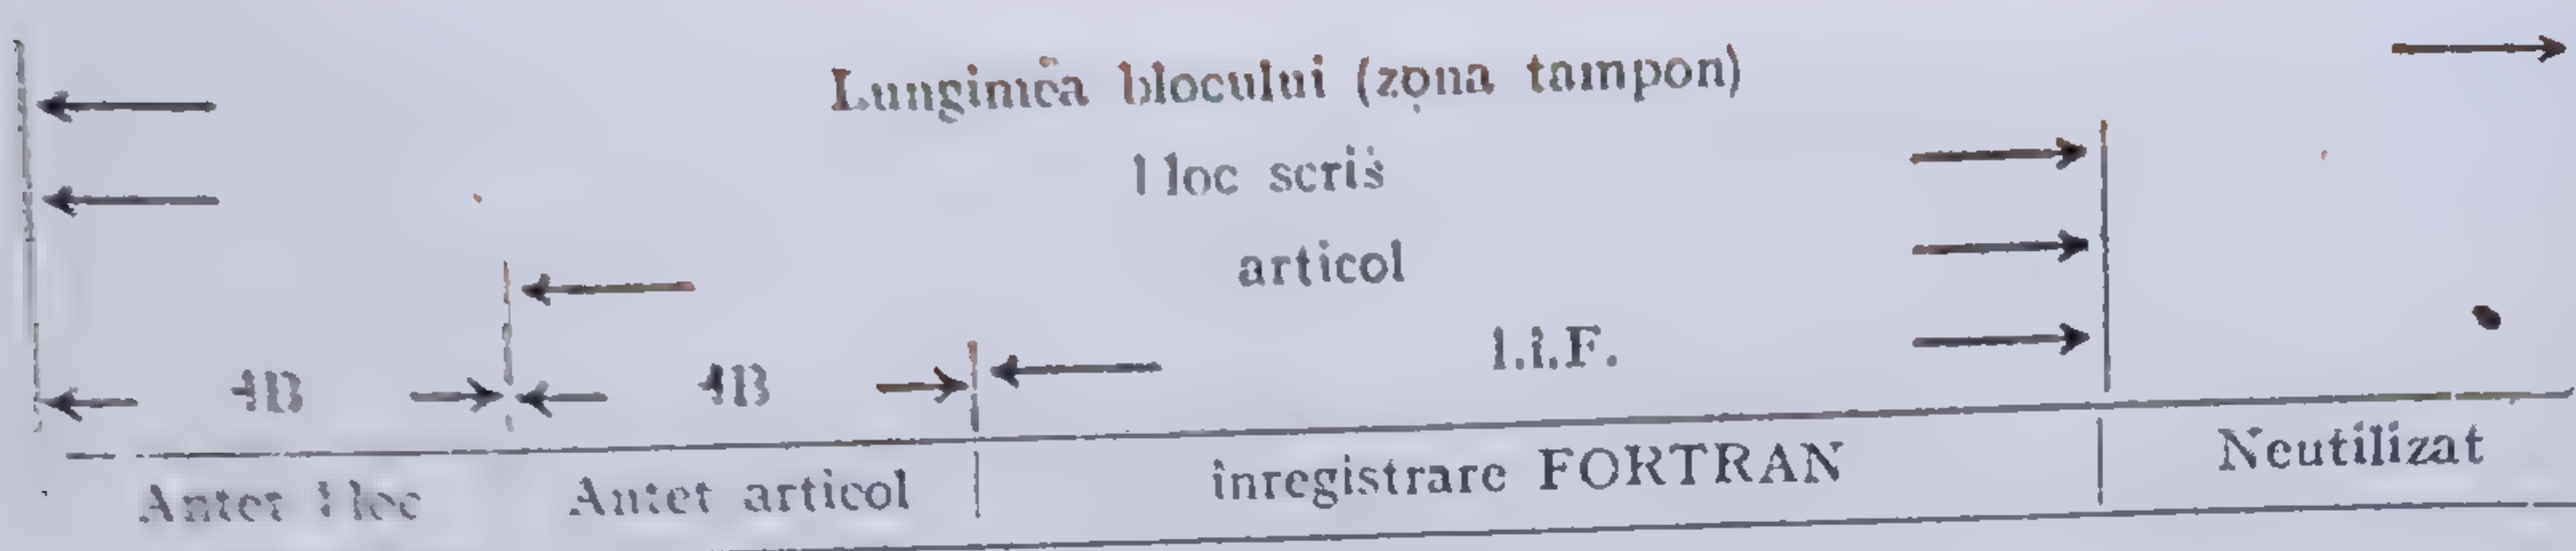 Lungimea blocului (zona tampon)
bloc scris
articol
l.î.F.
4B 4B
Antet bloc Antet articol înregistrare FORTRAN Neutilizat